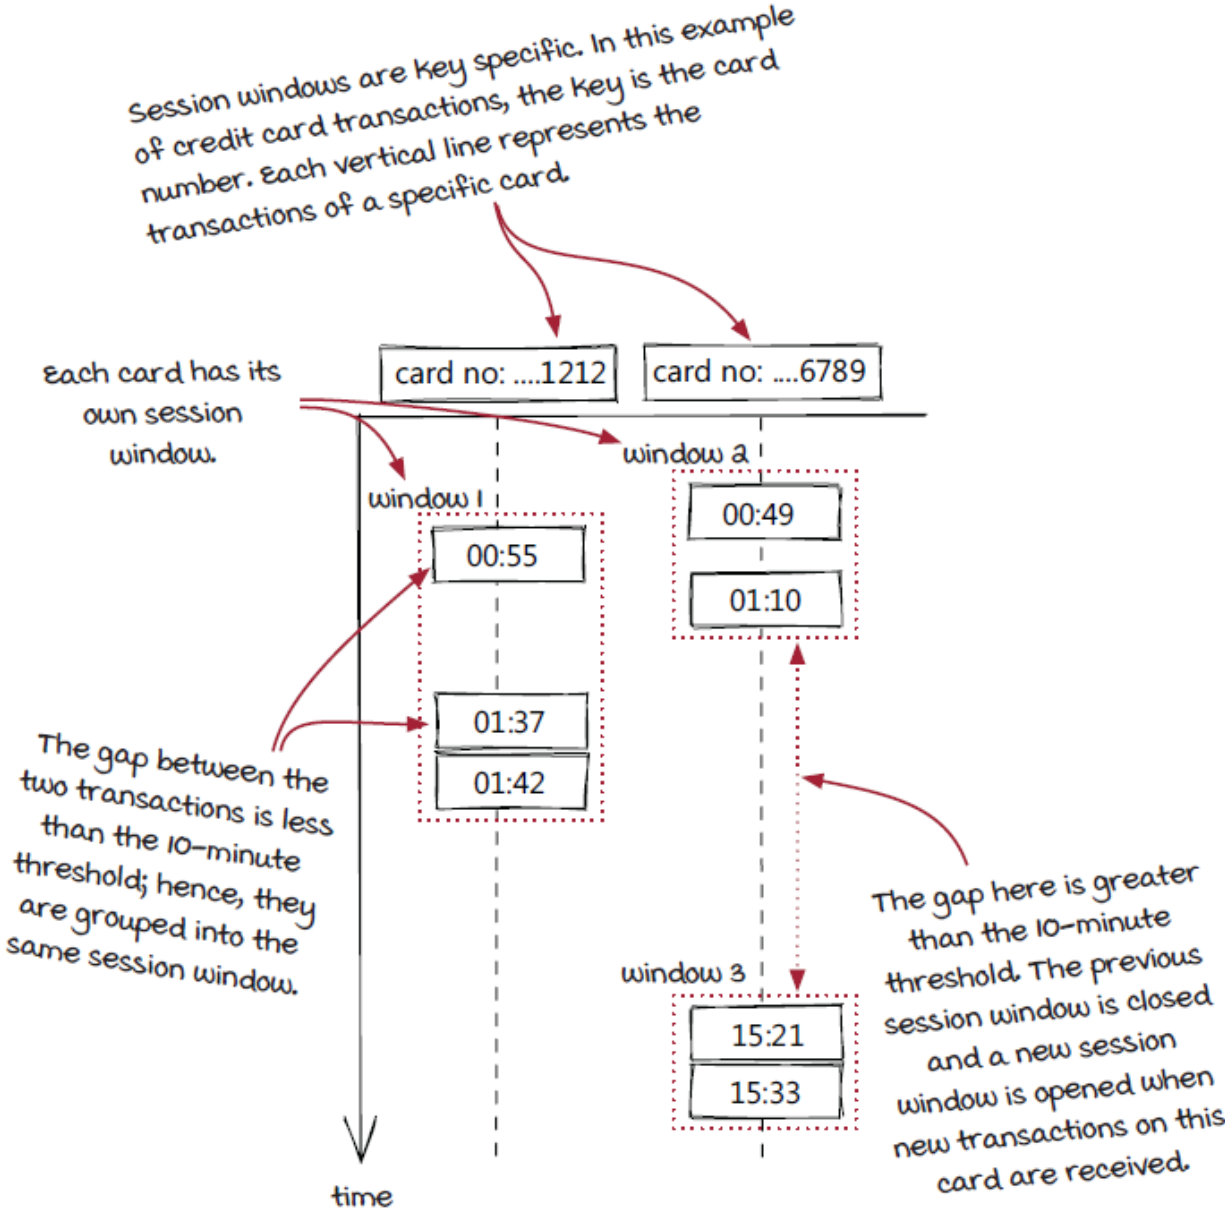 Session windows are key specific. In this example
of credit card transactions, the key is the card
number. Each vertical line represents the
transactions of a specific card.
card no: ....1212
card no: ....6789
Each card has its
own session
window.
window 2
window 1
00:49
00:55
01:10
01:37
01:42
The gap between the
two transactions is less
than the 10-minute
threshold; hence, they
are grouped into the
same session window.
The gap here is greater
than the 10-minute
threshold. The previous
session window is closed
and a new session
window is opened when
new transactions on this
card are received.
window 3
15:21
15:33
time